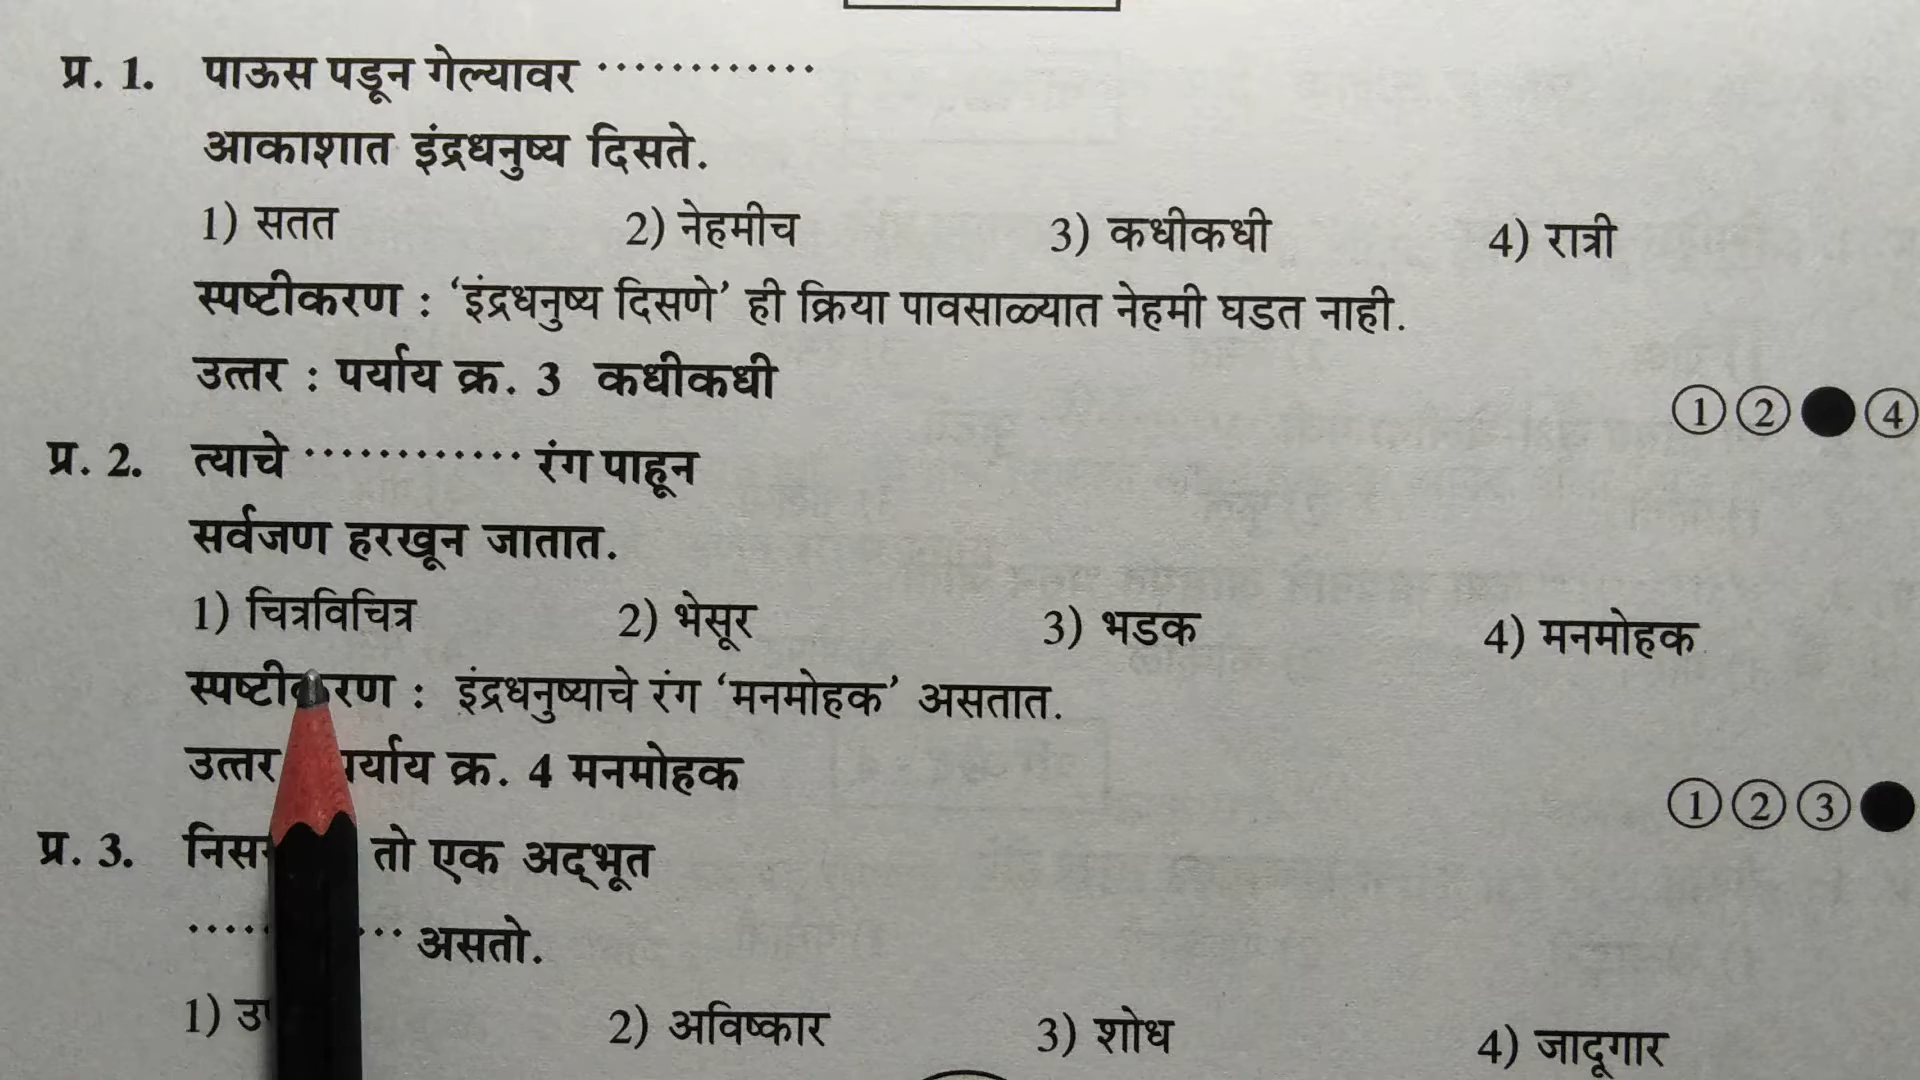 प्र. 1. पाऊस पडून गेल्यावर ············
आकाशात इंद्रधनुष्य दिसते.
1) सतत 2) नेहमीच 3) कधीकधी 4) रात्री
स्पष्टीकरण : ‘इंद्रधनुष्य दिसणे’ ही क्रिया पावसाळ्यात नेहमी घडत नाही.
उत्तर : पर्याय क्र. 3 कधीकधी
① ② ● ④
प्र. 2. त्याचे ············ रंग पाहून
सर्वजण हरखून जातात.
1) चित्रविचित्र 2) भेसूर 3) भडक 4) मनमोहक
स्पष्टीकरण : इंद्रधनुष्याचे रंग ‘मनमोहक’ असतात.
उत्तर पर्याय क्र. 4 मनमोहक
① ② ③ ●
प्र. 3. तो एक अद्‌भूत
············ असतो.
1) 2) अविष्कार 3) शोध 4) जादूगार